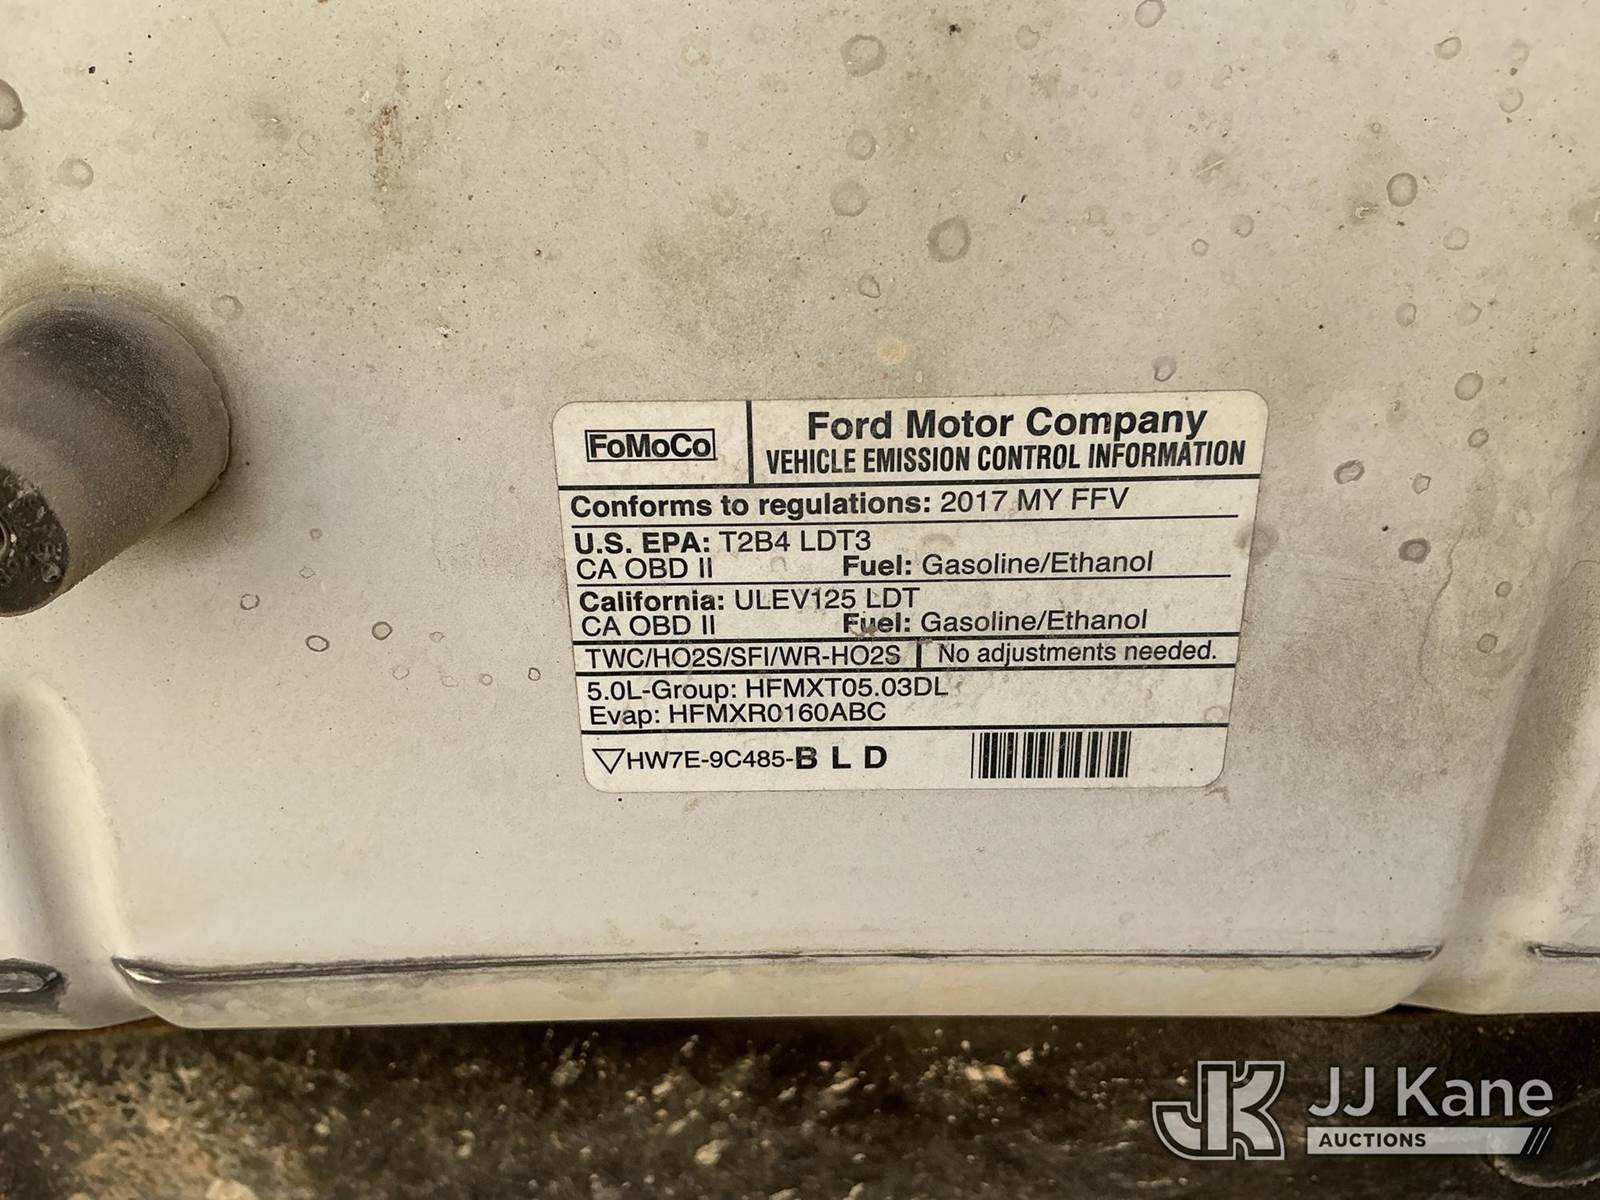 FoMoCo
Ford Motor Company
VEHICLE EMISSION CONTROL INFORMATION
Conforms to regulations: 2017 MY FFV
U.S. EPA: T2B4 LDT3
CA OBD II Fuel: Gasoline/Ethanol
California: ULEV125 LDT
CA OBD II Fuel: Gasoline/Ethanol
TWC/HO2S/SFI/WR-HO2S No adjustments needed.
5.0L-Group: HFMXT05.03DL
Evap: HFMXR0160ABC
HW7E-9C485-B L D
JK JJ Kane
AUCTIONS